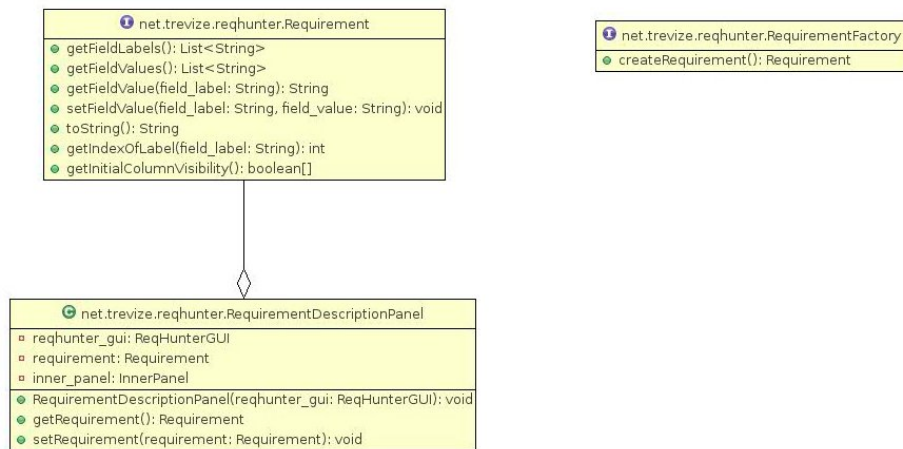 net.trevize.reqhunter.Requirement
getFieldLabels(): List<String>
getFieldValues(): List<String>
getFieldValue(field_label: String): String
setFieldValue(field_label: String, field_value: String): void
toString(): String
getIndexOfLabel(field_label: String): int
getInitialColumnVisibility(): boolean[]
net.trevize.reqhunter.RequirementFactory
createRequirement(): Requirement
net.trevize.reqhunter.RequirementDescriptionPanel
reqhunter_gui: ReqHunterGUI
requirement: Requirement
inner_panel: InnerPanel
RequirementDescriptionPanel(reqhunter_gui: ReqHunterGUI): void
getRequirement(): Requirement
setRequirement(requirement: Requirement): void